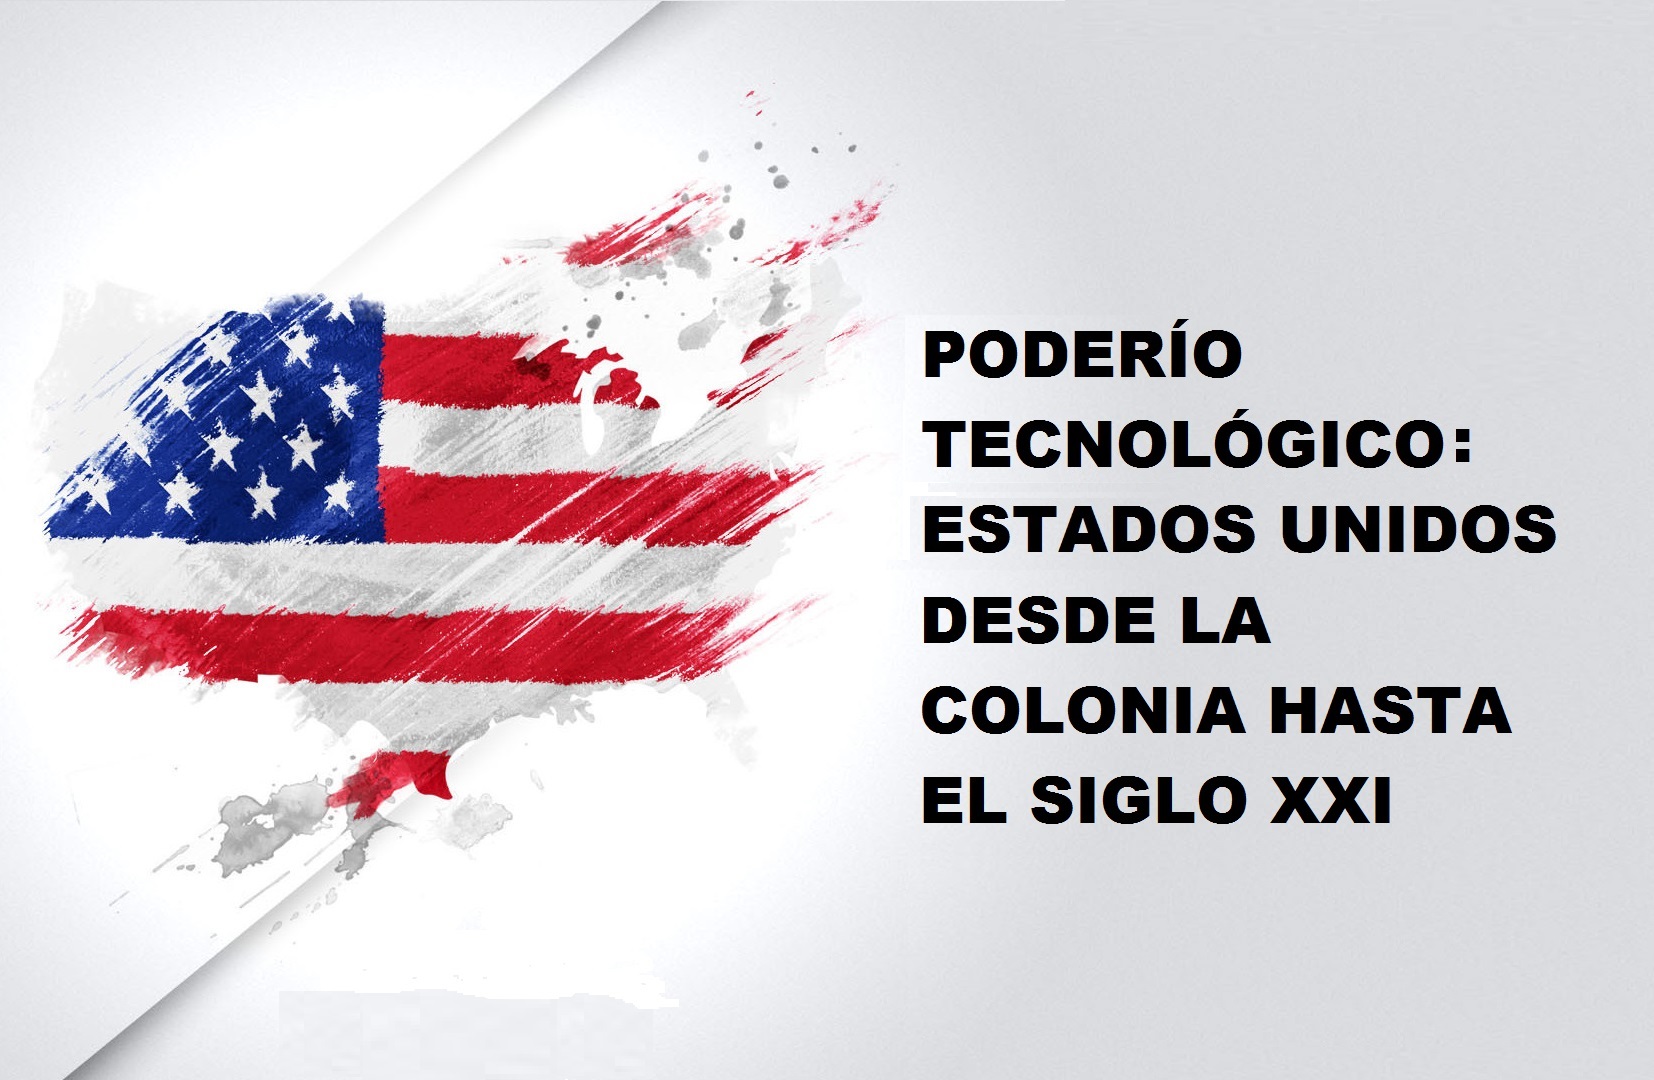 PODERÍO
TECNOLÓGICO:
ESTADOS UNIDOS
DESDE LA
COLONIA HASTA
EL SIGLO XXI